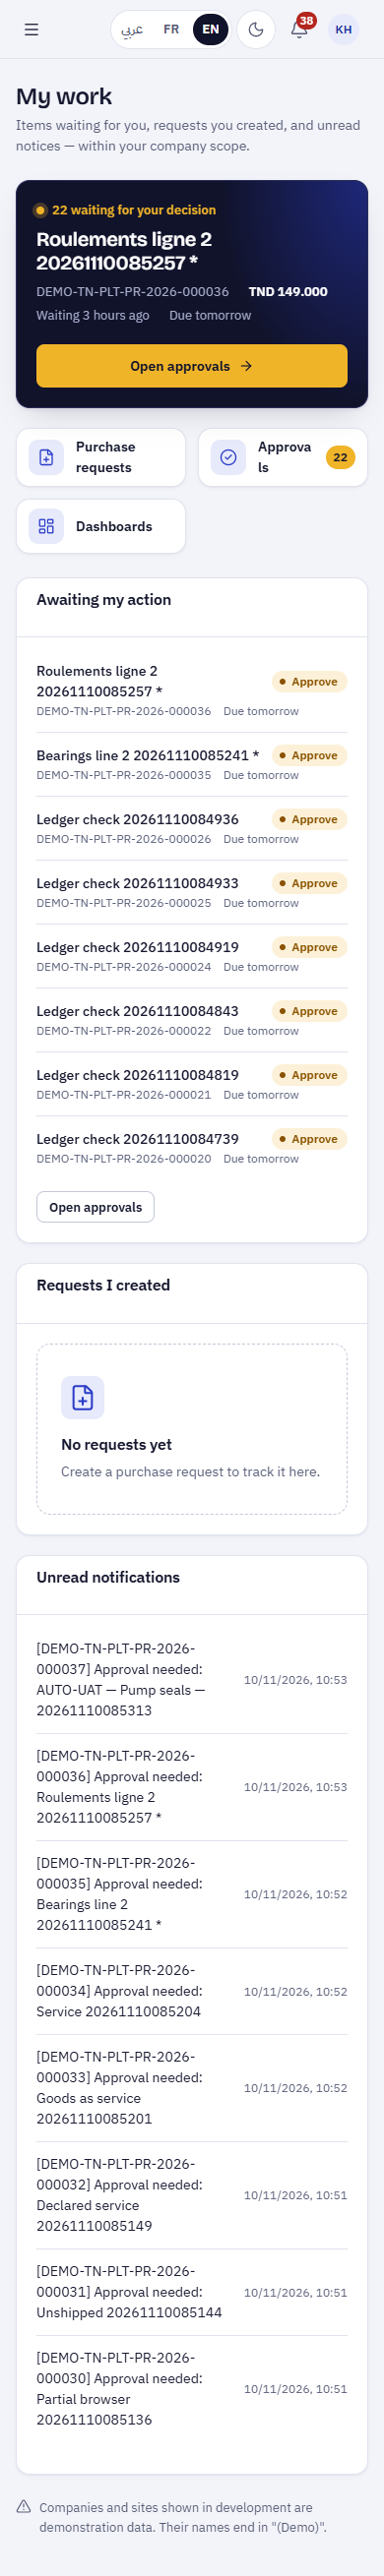 عربي FR EN 38 KH
My work
Items waiting for you, requests you created, and unread
notices — within your company scope.
22 waiting for your decision
Roulements ligne 2
20261110085257 *
DEMO-TN-PLT-PR-2026-000036 TND 149.000
Waiting 3 hours ago Due tomorrow
Open approvals →
Purchase
requests
Approva
ls
22
Dashboards
Awaiting my action
Roulements ligne 2
20261110085257 *
Approve
DEMO-TN-PLT-PR-2026-000036 Due tomorrow
Bearings line 2 20261110085241 * Approve
DEMO-TN-PLT-PR-2026-000035 Due tomorrow
Ledger check 20261110084936 Approve
DEMO-TN-PLT-PR-2026-000026 Due tomorrow
Ledger check 20261110084933 Approve
DEMO-TN-PLT-PR-2026-000025 Due tomorrow
Ledger check 20261110084919 Approve
DEMO-TN-PLT-PR-2026-000024 Due tomorrow
Ledger check 20261110084843 Approve
DEMO-TN-PLT-PR-2026-000022 Due tomorrow
Ledger check 20261110084819 Approve
DEMO-TN-PLT-PR-2026-000021 Due tomorrow
Ledger check 20261110084739 Approve
DEMO-TN-PLT-PR-2026-000020 Due tomorrow
Open approvals
Requests I created
No requests yet
Create a purchase request to track it here.
Unread notifications
[DEMO-TN-PLT-PR-2026-
000037] Approval needed:
AUTO-UAT — Pump seals —
20261110085313
10/11/2026, 10:53
[DEMO-TN-PLT-PR-2026-
000036] Approval needed:
Roulements ligne 2
20261110085257 *
10/11/2026, 10:53
[DEMO-TN-PLT-PR-2026-
000035] Approval needed:
Bearings line 2
20261110085241 *
10/11/2026, 10:52
[DEMO-TN-PLT-PR-2026-
000034] Approval needed:
Service 20261110085204
10/11/2026, 10:52
[DEMO-TN-PLT-PR-2026-
000033] Approval needed:
Goods as service
20261110085201
10/11/2026, 10:52
[DEMO-TN-PLT-PR-2026-
000032] Approval needed:
Declared service
20261110085149
10/11/2026, 10:51
[DEMO-TN-PLT-PR-2026-
000031] Approval needed:
Unshipped 20261110085144
10/11/2026, 10:51
[DEMO-TN-PLT-PR-2026-
000030] Approval needed:
Partial browser
20261110085136
10/11/2026, 10:51
Companies and sites shown in development are
demonstration data. Their names end in "(Demo)".